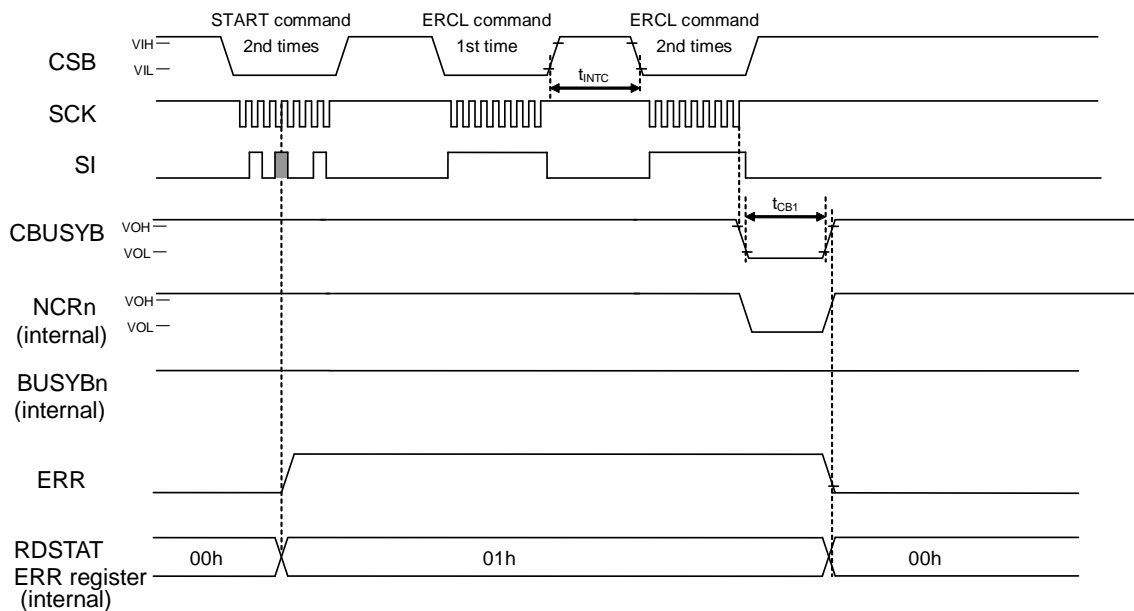 START command
2nd times
ERCL command
1st time
ERCL command
2nd times
CSB
VIH
VIL
tINTC
SCK
SI
CBUSYB
VOH
VOL
tCB1
NCRn
(internal)
VOH
VOL
BUSYBn
(internal)
ERR
RDSTAT
ERR register
(internal)
00h
01h
00h